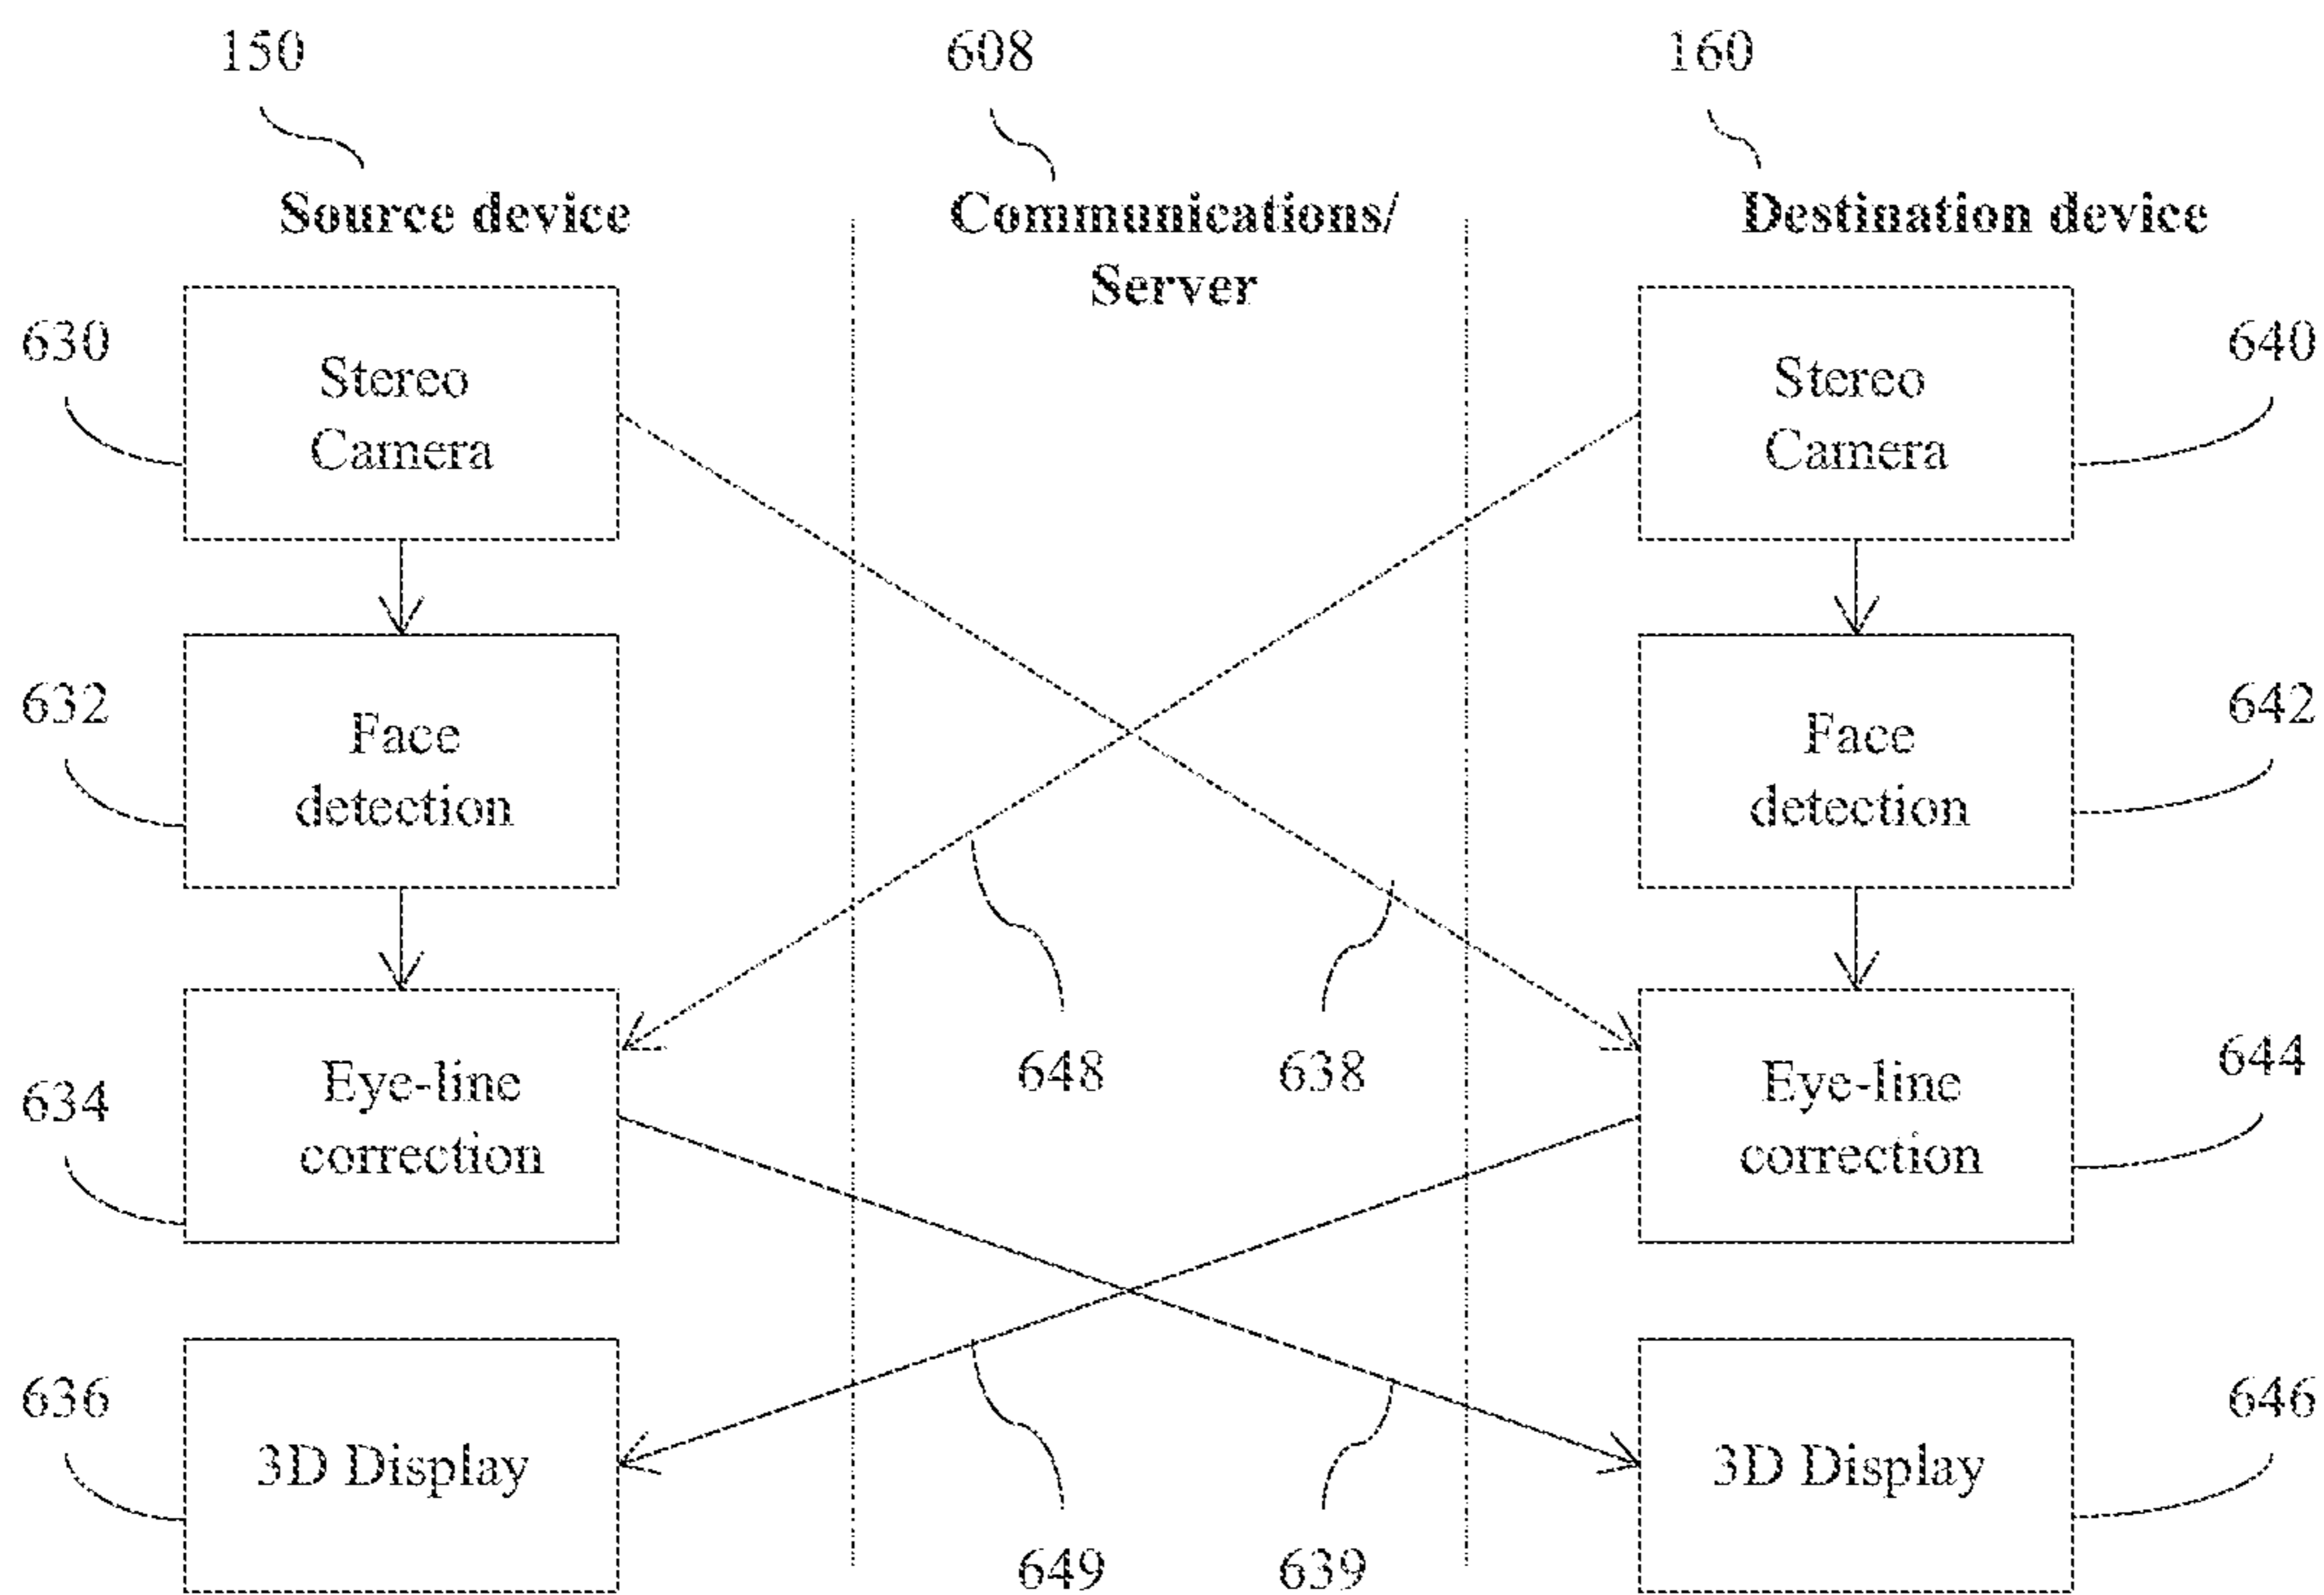 150
608
160
Source device
Communications/
Server
Destination device
630
Stereo
Camera
Stereo
Camera
640
632
Face
detection
Face
detection
642
634
Eye-line
correction
648
638
Eye-line
correction
644
636
3D Display
649
639
3D Display
646